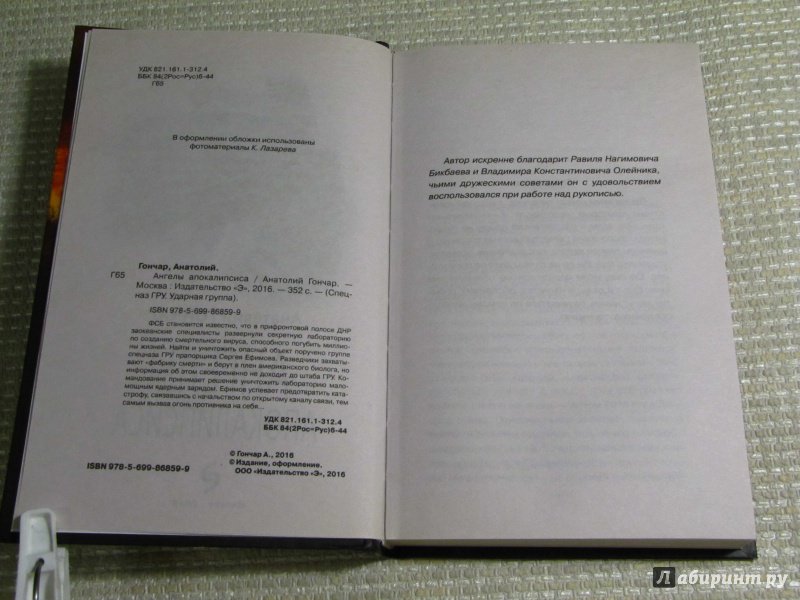 УДК 821.161.1-312.4
ББК 84(2Рос=Рус)6-44
Г65
В оформлении обложки использованы
фотоматериалы К. Лазарева
Гончар, Анатолий.
Г65 Ангелы апокалипсиса / Анатолий Гончар. —
Москва : Издательство «Э», 2016. — 352 с. — (Спец-
наз ГРУ. Ударная группа).
ISBN 978-5-699-86859-9
ФСБ становится известно, что в прифронтовой полосе ДНР
заокеанские специалисты развернули секретную лабораторию
по созданию смертельного вируса, способного погубить миллио-
ны жизней. Найти и уничтожить опасный объект поручено группе
спецназа ГРУ прапорщика Сергея Ефимова. Разведчики захваты-
вают «фабрику смерти» и берут в плен американского биолога, но
информация об этом своевременно не доходит до штаба ГРУ. Ко-
мандование принимает решение уничтожить лабораторию мало-
мощным ядерным зарядом. Ефимов успевает предотвратить ката-
строфу, связавшись с начальством по открытому каналу связи, тем
самым вызвав огонь противника на себя...
УДК 821.161.1-312.4
ББК 84(2Рос=Рус)6-44
© Гончар А., 2016
© Издание, оформление.
ООО «Издательство «Э», 2016
ISBN 978-5-699-86859-9
Автор искренне благодарит Равиля Нагимовича
Бикбаева и Владимира Константиновича Олейника,
чьими дружескими советами он с удовольствием
воспользовался при работе над рукописью.
Лабиринт.ру